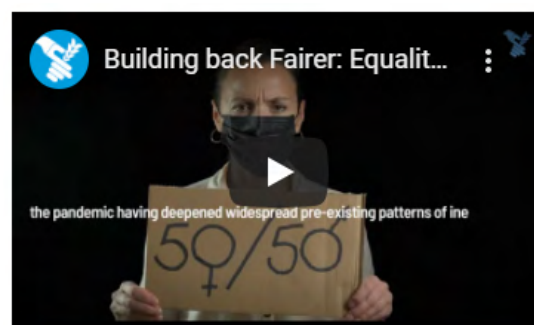 Building back Fairer: Equalit...
the pandemic having deepened widespread pre-existing patterns of ine
50/50